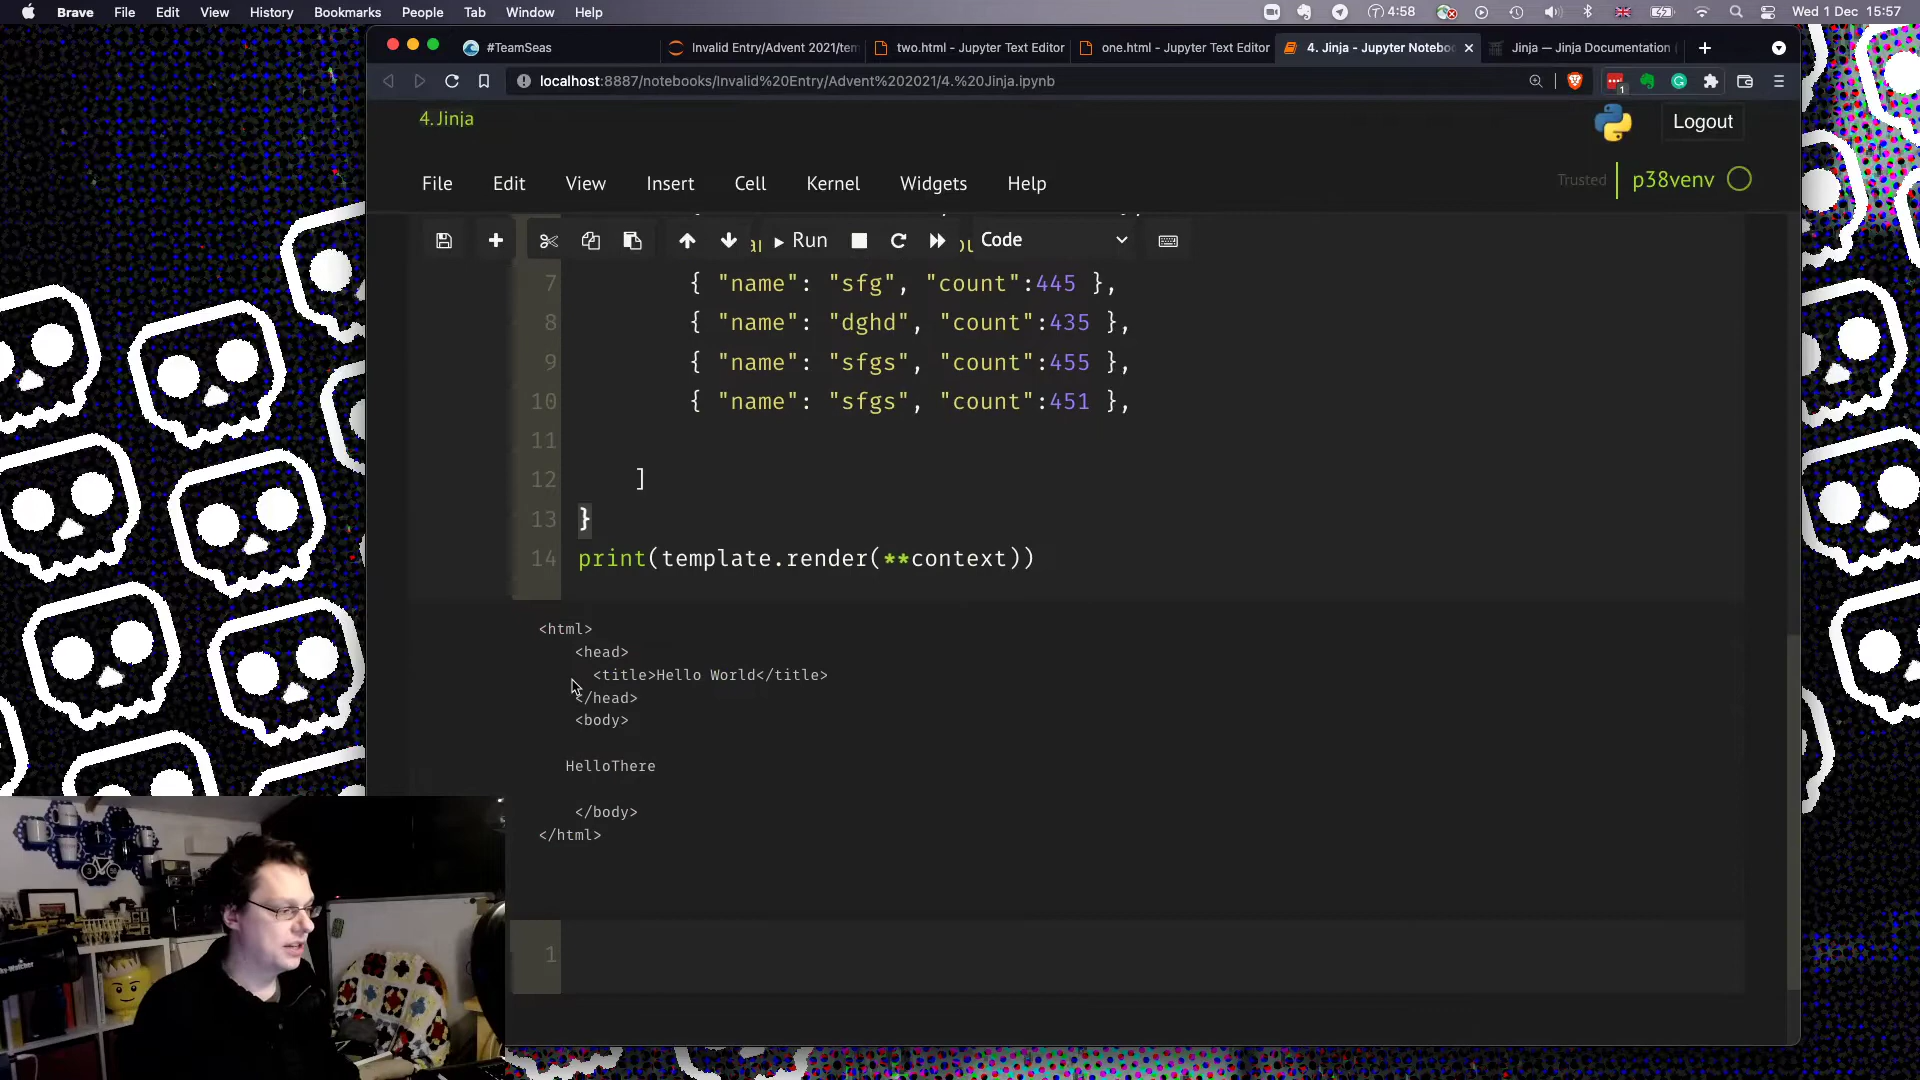 Brave File Edit View History Bookmarks People Tab Window Help 4:58 Wed 1 Dec 15:57
#TeamSeas Invalid Entry/Advent 2021/tem two.html - Jupyter Text Editor one.html - Jupyter Text Editor 4. Jinja - Jupyter Notebo Jinja — Jinja Documentation (
localhost:8887/notebooks/Invalid%20Entry/Advent%202021/4.%20Jinja.ipynb 1
4. Jinja Logout
File Edit View Insert Cell Kernel Widgets Help Trusted p38venv
Run Code
7 { "name": "sfg", "count":445 },
8 { "name": "dghd", "count":435 },
9 { "name": "sfgs", "count":455 },
10 { "name": "sfgs", "count":451 },
11
12 ]
13 }
14 print(template.render(**context))
<html>
<head>
<title>Hello World</title>
</head>
<body>
HelloThere
</body>
</html>
1